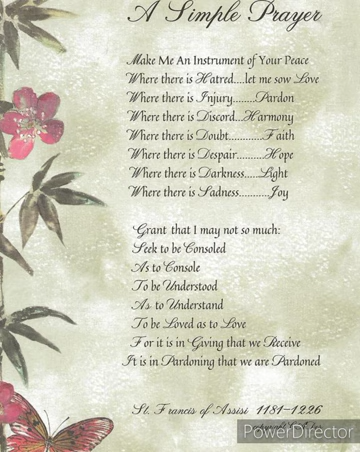 A Simple Prayer
Make Me An Instrument of Your Peace
Where there is Hatred....let me sow Love
Where there is Injury........Pardon
Where there is Discord...Harmony
Where there is Doubt............Faith
Where there is Despair..........Hope
Where there is Darkness.....Light
Where there is Sadness..........Joy
Grant that I may not so much:
Seek to be Consoled
As to Console
To be Understood
As to Understand
To be Loved as to Love
For it is in Giving that we Receive
It is in Pardoning that we are Pardoned
St. Francis of Assisi 1181-1226
PowerDirector